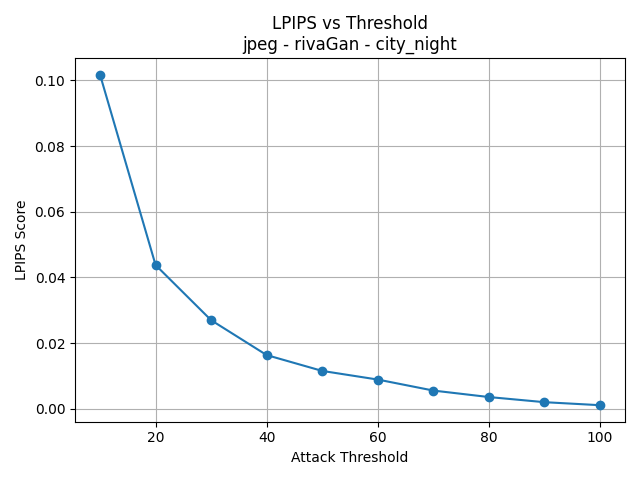 LPIPS vs Threshold
jpeg - rivaGan - city_night
0.10
0.08
0.06
0.04
0.02
0.00
LPIPS Score
20 40 60 80 100
Attack Threshold